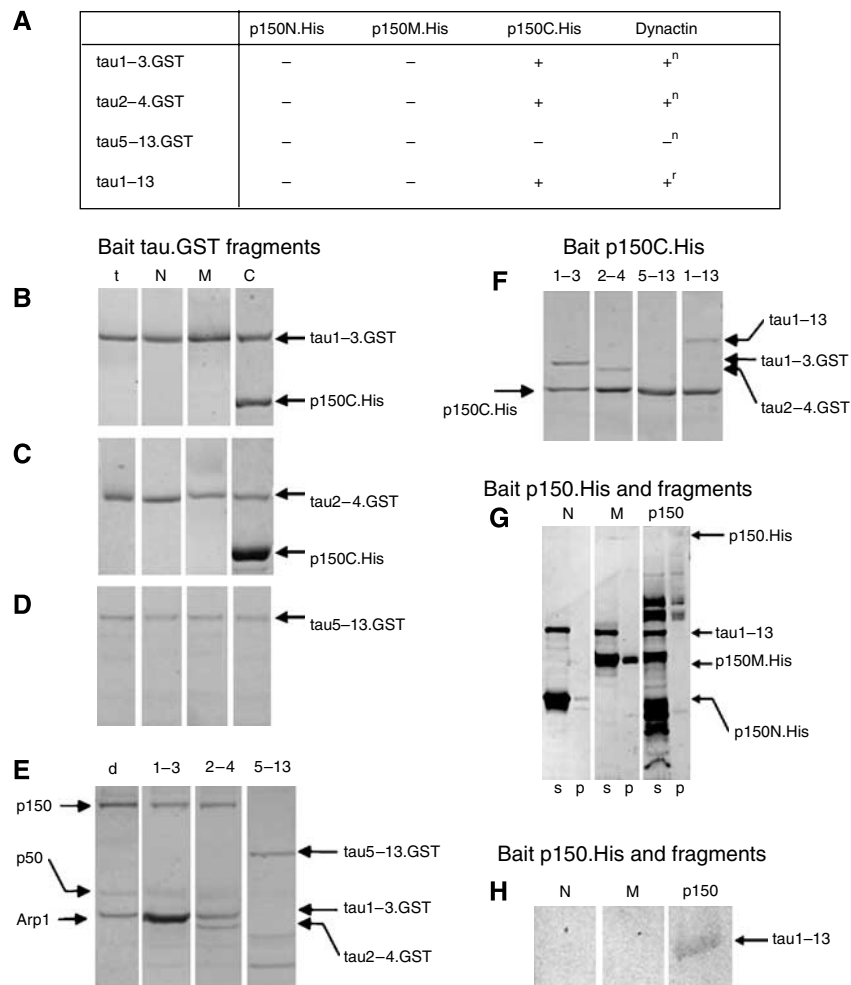 A
p150N.His p150M.His p150C.His Dynactin
tau1–3.GST – – + +n
tau2–4.GST – – + +n
tau5–13.GST – – – –n
tau1–13 – – + +r
Bait tau.GST fragments
t N M C
B
tau1–3.GST
p150C.His
C
tau2–4.GST
p150C.His
D
tau5–13.GST
E
d 1–3 2–4 5–13
p150
p50
Arp1
tau5–13.GST
tau1–3.GST
tau2–4.GST
Bait p150C.His
F
1–3 2–4 5–13 1–13
tau1–13
tau1–3.GST
tau2–4.GST
p150C.His
Bait p150.His and fragments
G
N M p150
p150.His
tau1–13
p150M.His
p150N.His
s p s p s p
Bait p150.His and fragments
H
N M p150
tau1–13